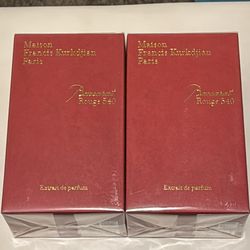 Maison
Francis Kurkdjian
Paris
Baccarat
Rouge 540
Extrait de parfum
Maison
Francis Kurkdjian
Paris
Baccarat
Rouge 540
Extrait de parfum